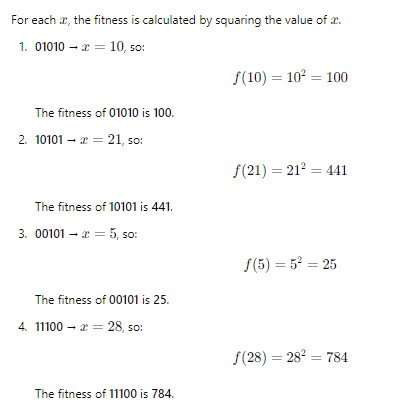 For each x, the fitness is calculated by squaring the value of x.
1. 01010 → x = 10, so:
f(10) = 10² = 100
The fitness of 01010 is 100.
2. 10101 → x = 21, so:
f(21) = 21² = 441
The fitness of 10101 is 441.
3. 00101 → x = 5, so:
f(5) = 5² = 25
The fitness of 00101 is 25.
4. 11100 → x = 28, so:
f(28) = 28² = 784
The fitness of 11100 is 784.